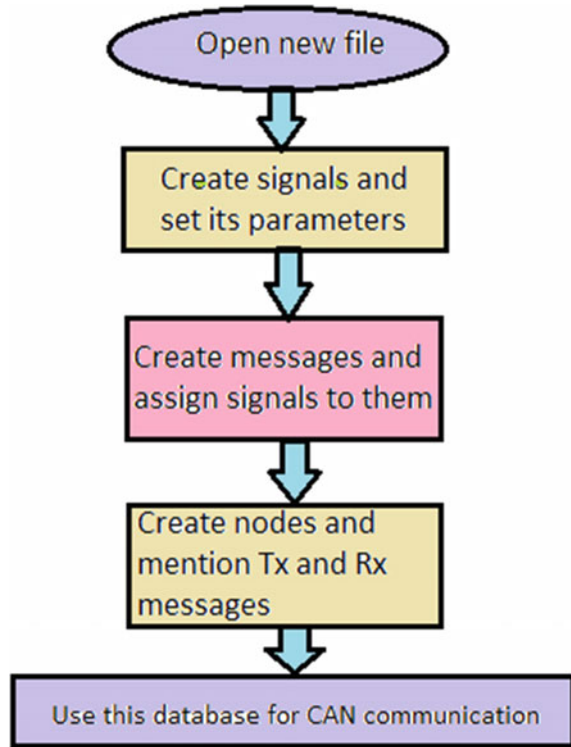 Open new file
Create signals and
set its parameters
Create messages and
assign signals to them
Create nodes and
mention Tx and Rx
messages
Use this database for CAN communication